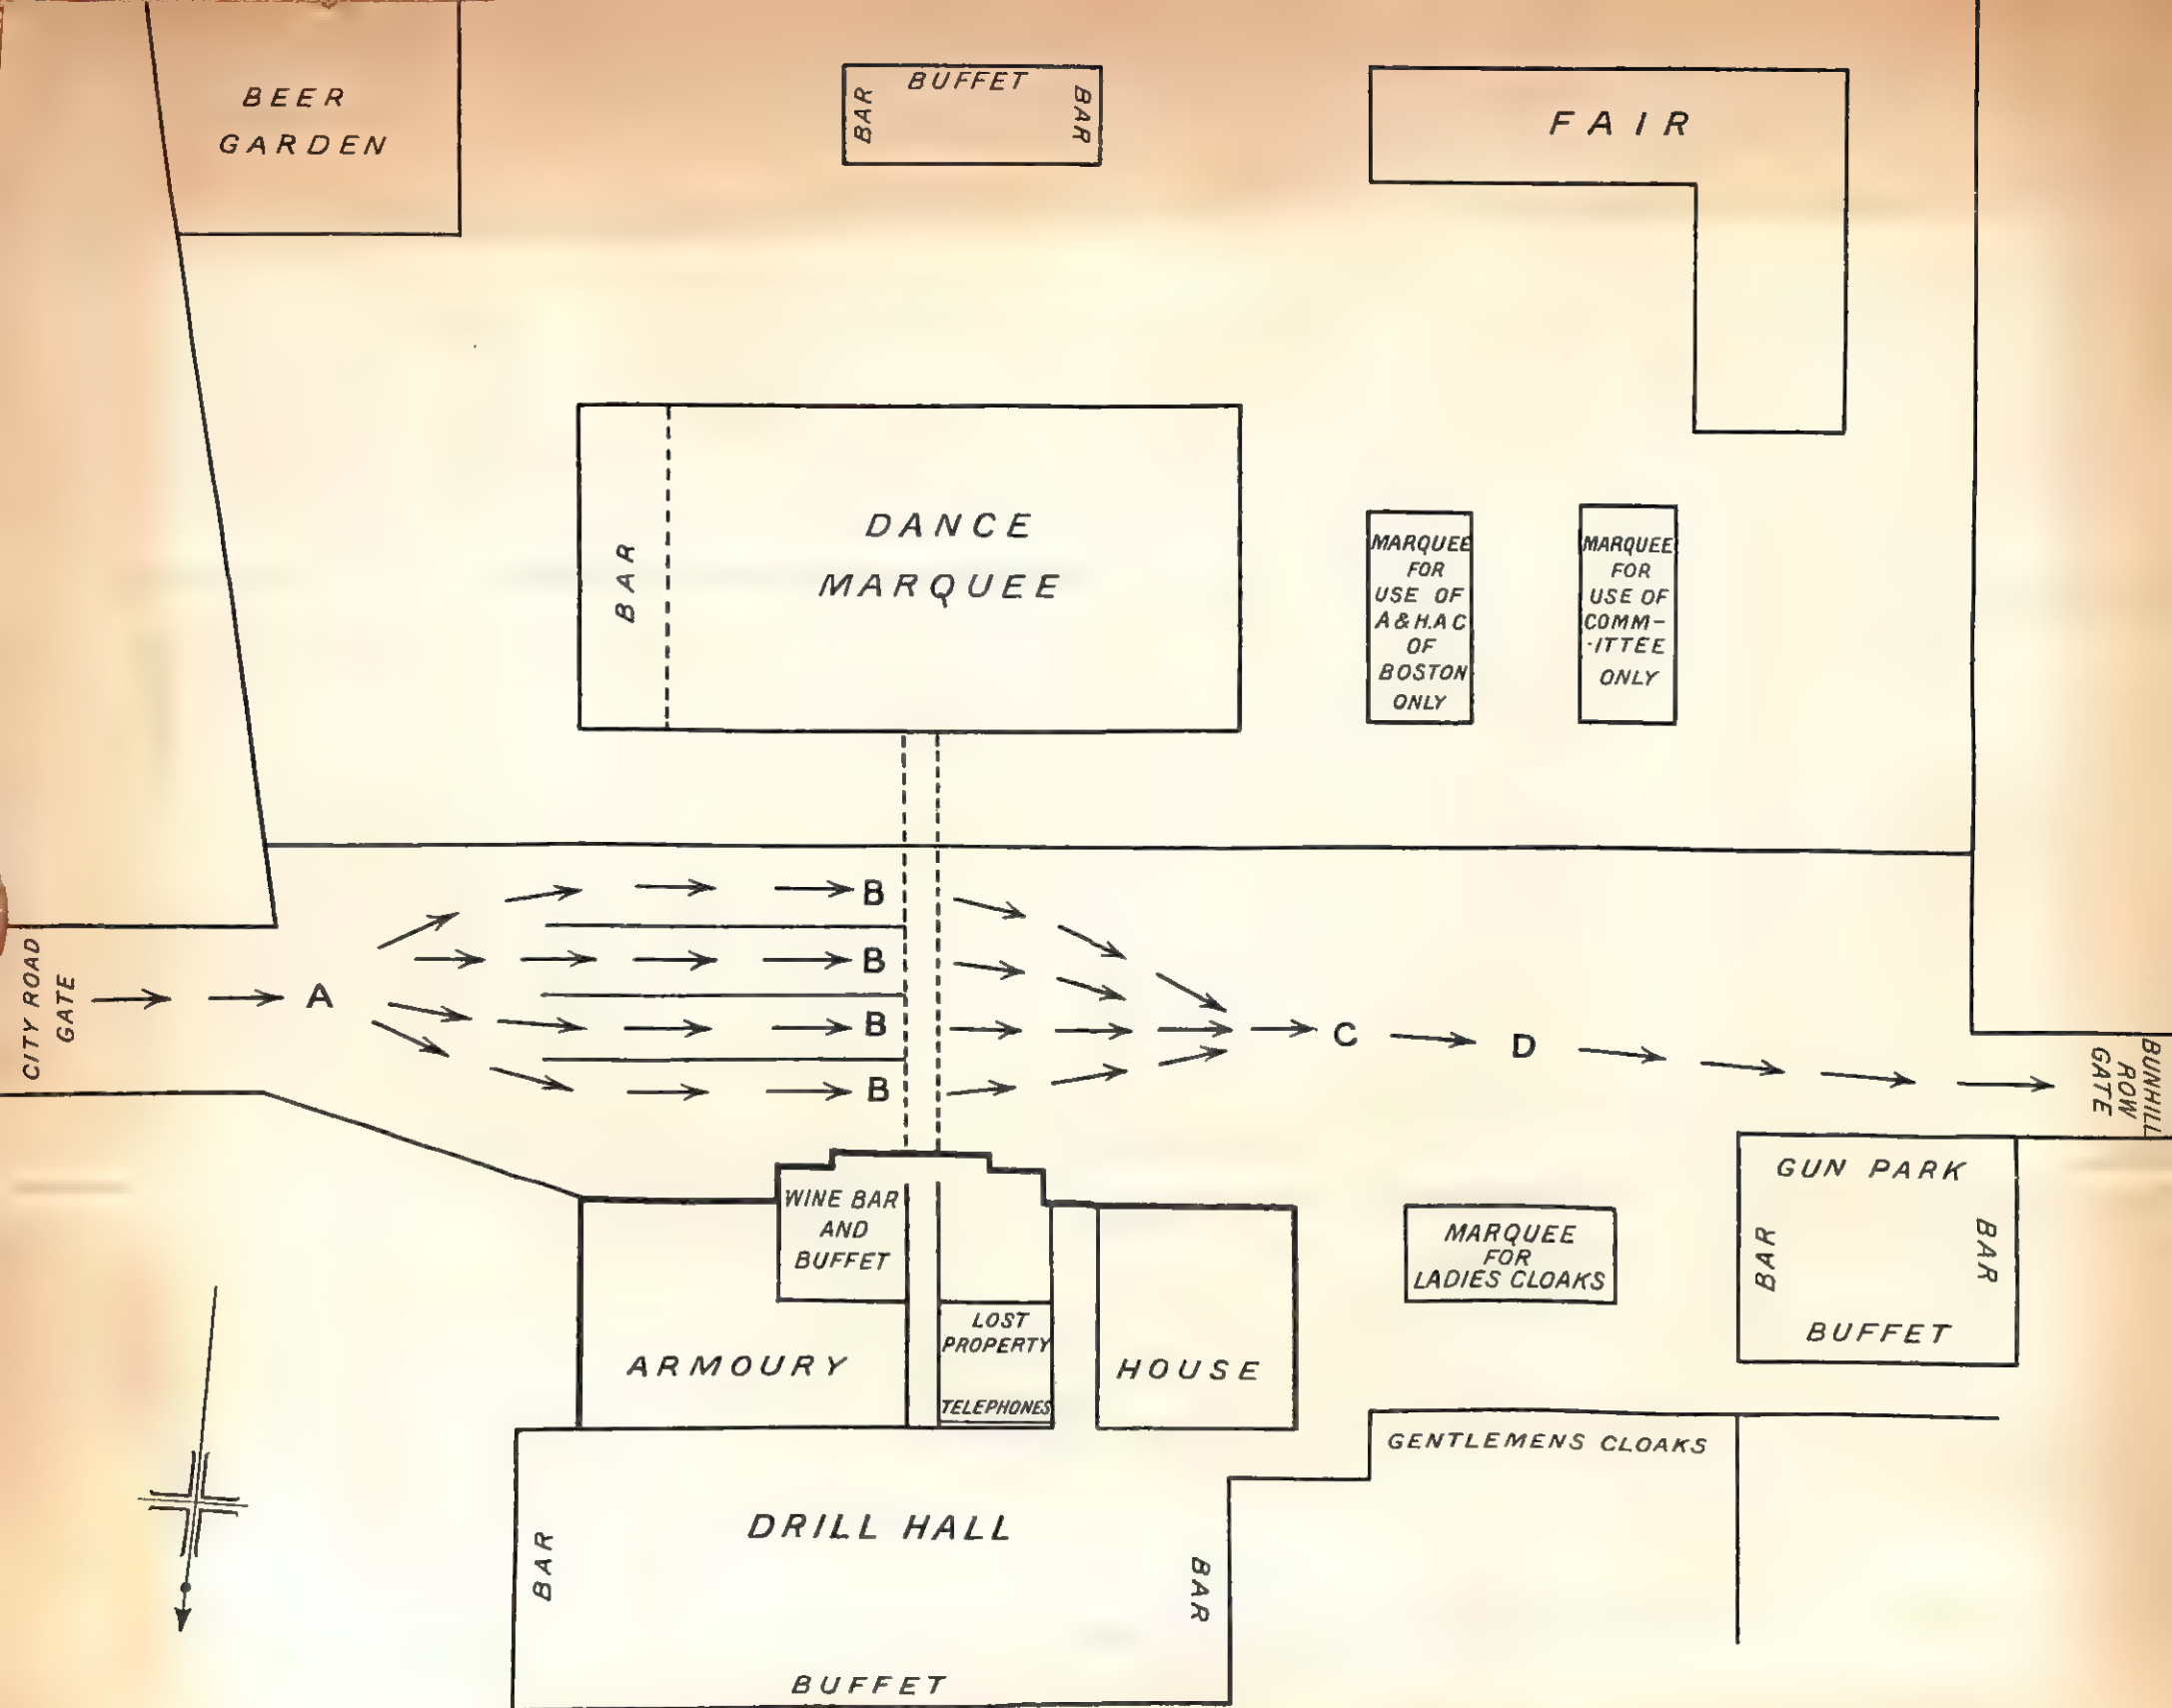 BEER
GARDEN
BUFFET
BAR
BAR
FAIR
BAR
DANCE
MARQUEE
MARQUEE
FOR
USE OF
A & H.A C
OF
BOSTON
ONLY
MARQUEE
FOR
USE OF
COMM-
-ITTEE
ONLY
CITY ROAD
GATE
A
B
B
B
B
C
D
BUNHILL
ROW
GATE
WINE BAR
AND
BUFFET
ARMOURY
LOST
PROPERTY
TELEPHONES
HOUSE
MARQUEE
FOR
LADIES CLOAKS
GUN PARK
BAR
BAR
BUFFET
GENTLEMENS CLOAKS
DRILL HALL
BAR
BAR
BUFFET